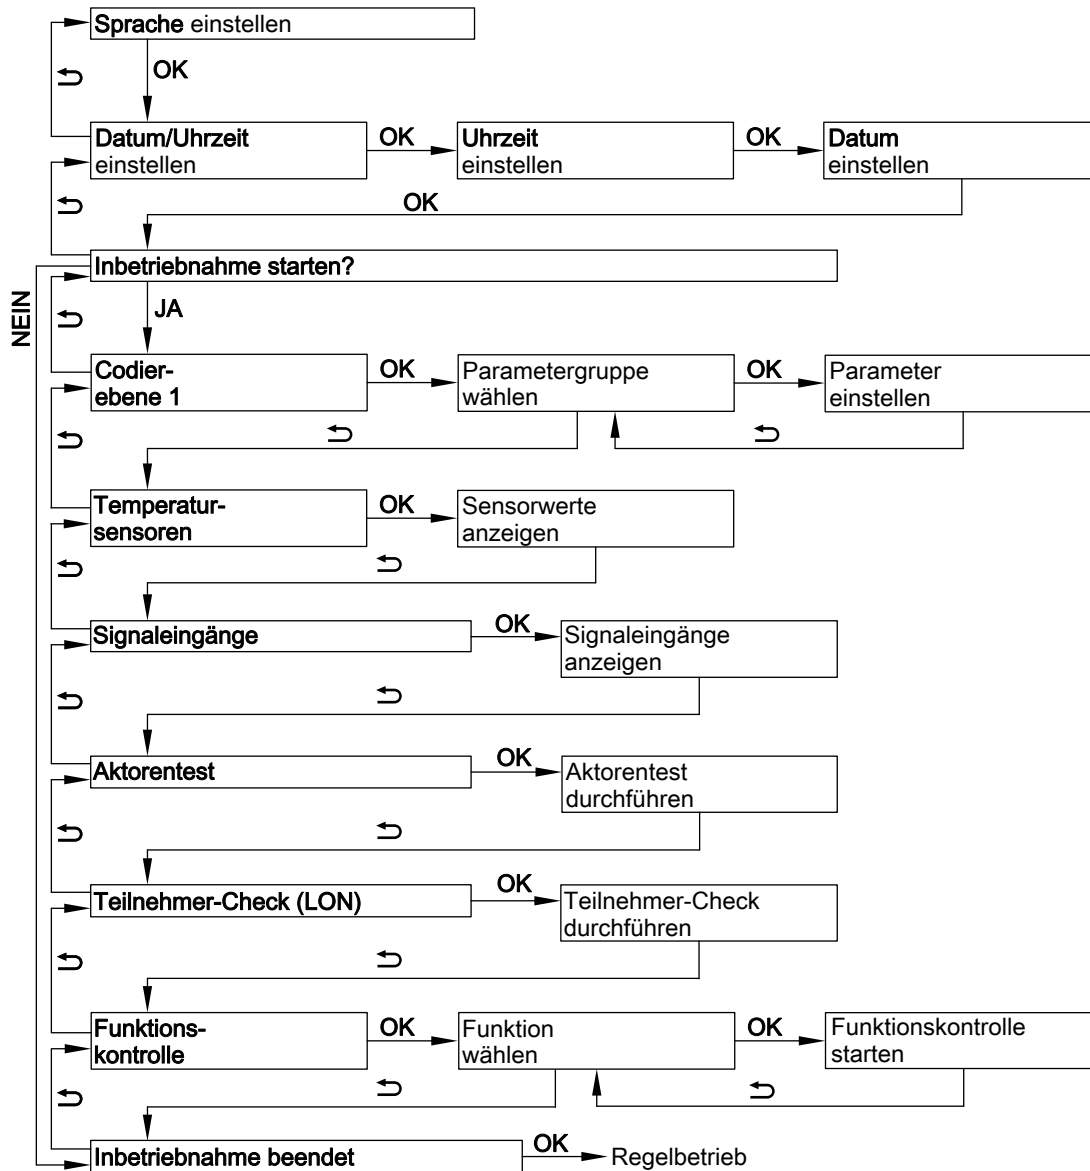 Sprache einstellen
OK
Datum/Uhrzeit
einstellen
OK
Uhrzeit
einstellen
OK
Datum
einstellen
OK
Inbetriebnahme starten?
NEIN
JA
Codier-
ebene 1
OK
Parametergruppe
wählen
OK
Parameter
einstellen
Temperatur-
sensoren
OK
Sensorwerte
anzeigen
Signaleingänge
OK
Signaleingänge
anzeigen
Aktorentest
OK
Aktorentest
durchführen
Teilnehmer-Check (LON)
OK
Teilnehmer-Check
durchführen
Funktions-
kontrolle
OK
Funktion
wählen
OK
Funktionskontrolle
starten
Inbetriebnahme beendet
OK
Regelbetrieb